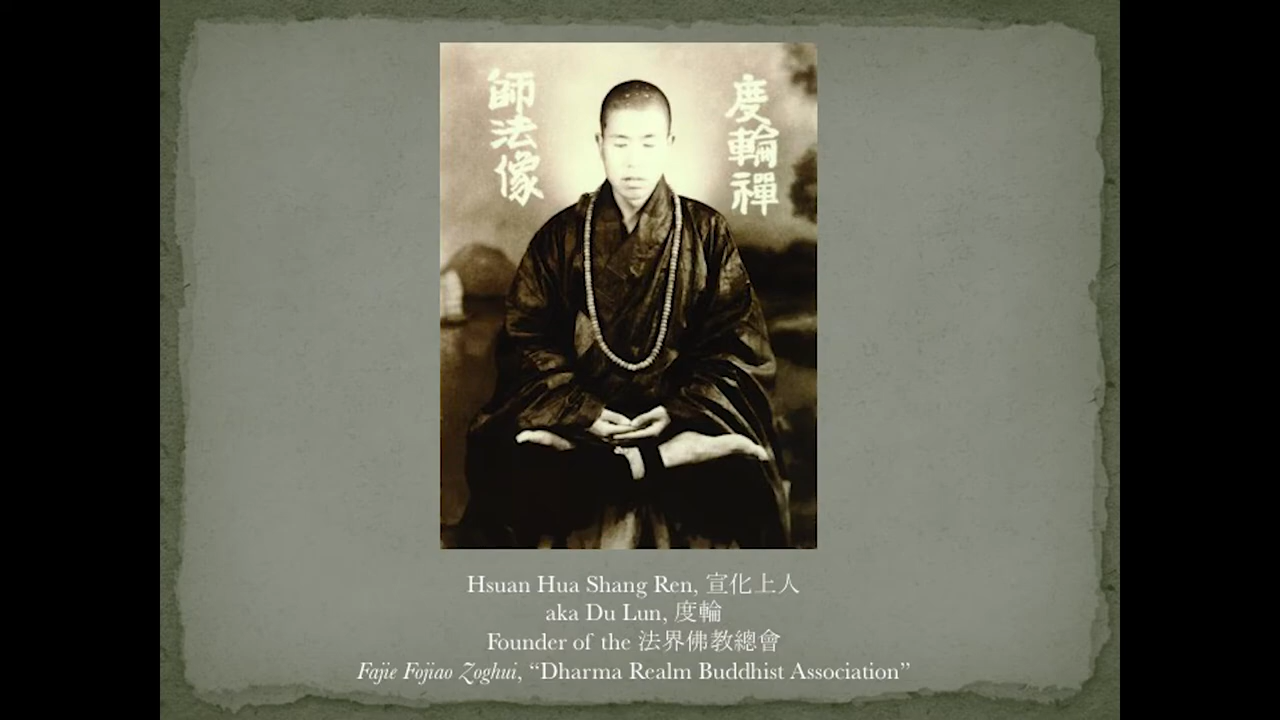 度輪禪
師法像
Hsuan Hua Shang Ren, 宣化上人
aka Du Lun, 度輪
Founder of the 法界佛教總會
Fajie Fojiao Zoghui, “Dharma Realm Buddhist Association”